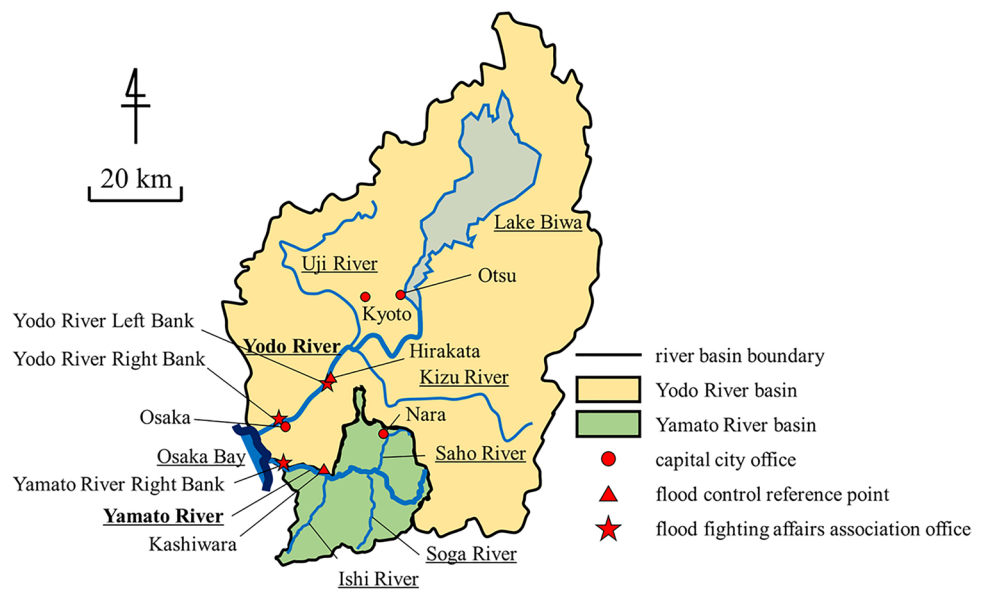 4
20 km
Lake Biwa
Uji River
Otsu
Kyoto
Yodo River Left Bank
Yodo River
Yodo River Right Bank
Hirakata
Kizu River
Osaka
Nara
Osaka Bay
Saho River
Yamato River Right Bank
Yamato River
Kashiwara
Soga River
Ishi River
river basin boundary
Yodo River basin
Yamato River basin
capital city office
flood control reference point
flood fighting affairs association office